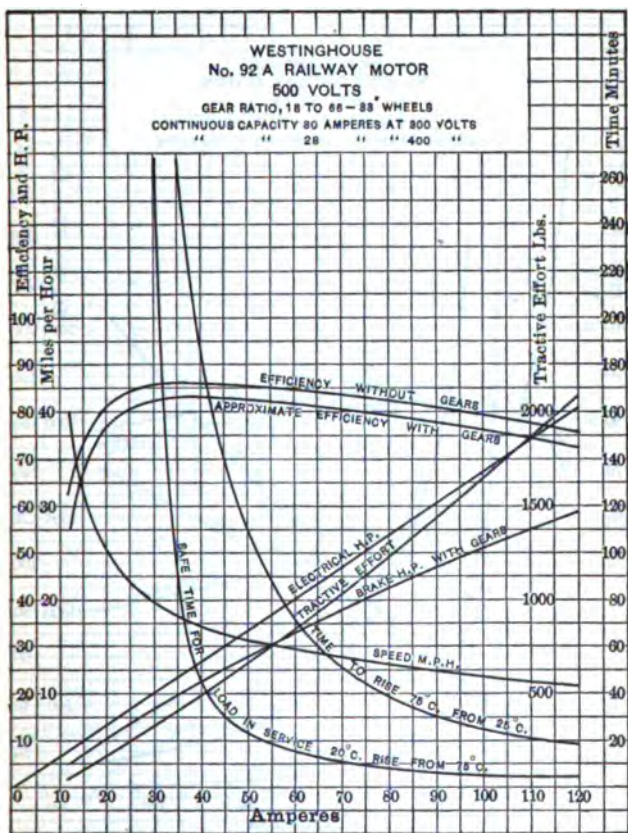 WESTINGHOUSE
No. 92 A RAILWAY MOTOR
500 VOLTS
GEAR RATIO, 16 TO 66 – 33" WHEELS
CONTINUOUS CAPACITY 30 AMPERES AT 300 VOLTS
“ “ 28 “ “ 400 “
Efficiency and H. P.
Miles per Hour
Time Minutes
Tractive Effort Lbs.
260
240
220
100 200
90 180
80 40 2000 160
140
60 30 1500 120
50 100
40 20 1000 80
30 60
20 10 500 40
10 20
EFFICIENCY WITHOUT GEARS
APPROXIMATE EFFICIENCY WITH GEARS
ELECTRICAL H.P.
TRACTIVE EFFORT
BRAKE H.P. WITH GEARS
SPEED M.P.H.
TIME TO RISE 75°C. FROM 25°C.
SAFE TIME FOR LOAD IN SERVICE 20°C. RISE FROM 75°C.
0 10 20 30 40 50 60 70 80 90 100 110 120
Amperes